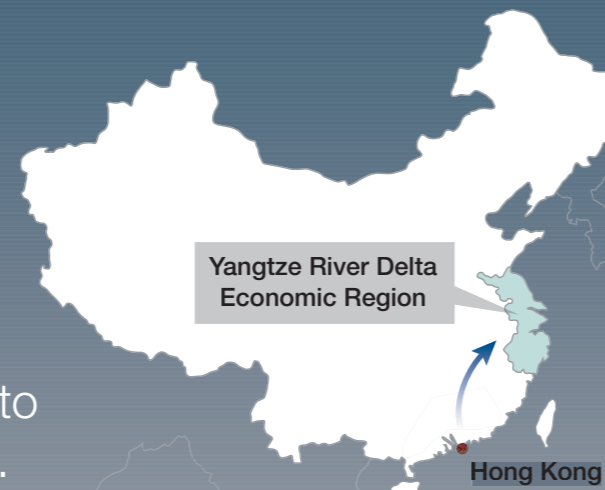 Yangtze River Delta
Economic Region
to
.
Hong Kong